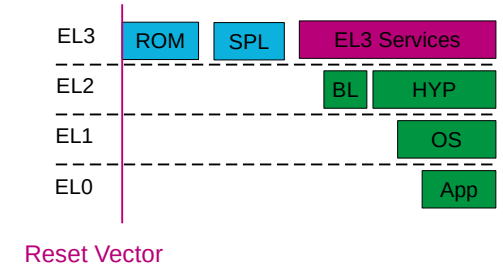 EL3 ROM SPL EL3 Services
EL2 BL HYP
EL1 OS
EL0 App
Reset Vector